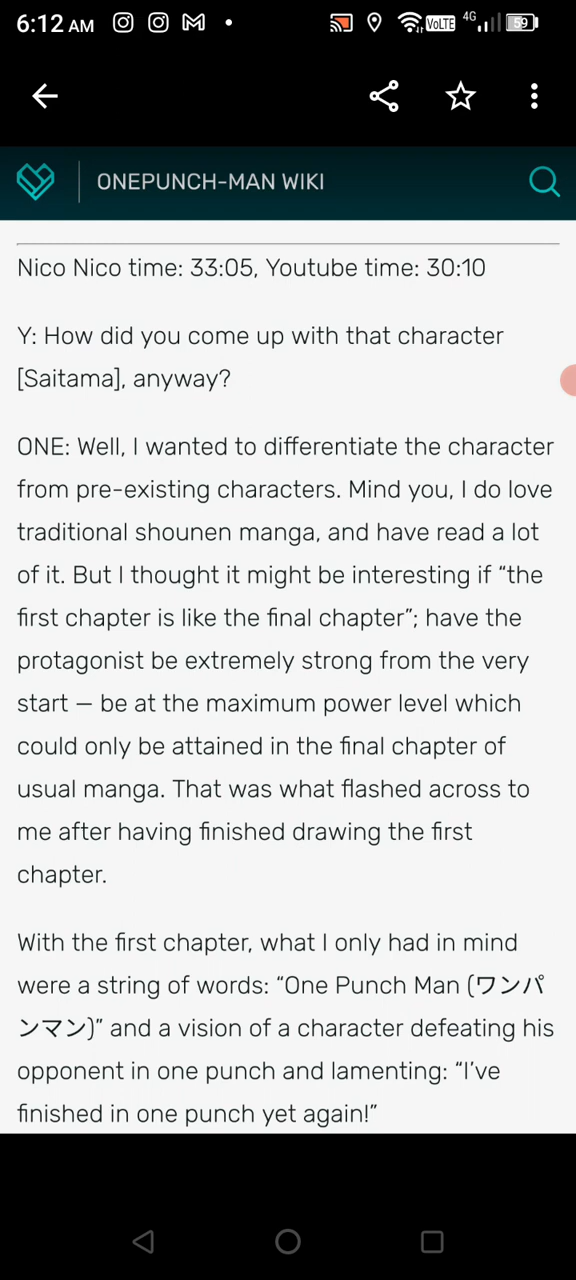 6:12 AM
VoLTE 4G 59
ONEPUNCH-MAN WIKI
Nico Nico time: 33:05, Youtube time: 30:10
Y: How did you come up with that character
[Saitama], anyway?
ONE: Well, I wanted to differentiate the character
from pre-existing characters. Mind you, I do love
traditional shounen manga, and have read a lot
of it. But I thought it might be interesting if “the
first chapter is like the final chapter”; have the
protagonist be extremely strong from the very
start — be at the maximum power level which
could only be attained in the final chapter of
usual manga. That was what flashed across to
me after having finished drawing the first
chapter.
With the first chapter, what I only had in mind
were a string of words: “One Punch Man (ワンパ
ンマン)” and a vision of a character defeating his
opponent in one punch and lamenting: “I’ve
finished in one punch yet again!”